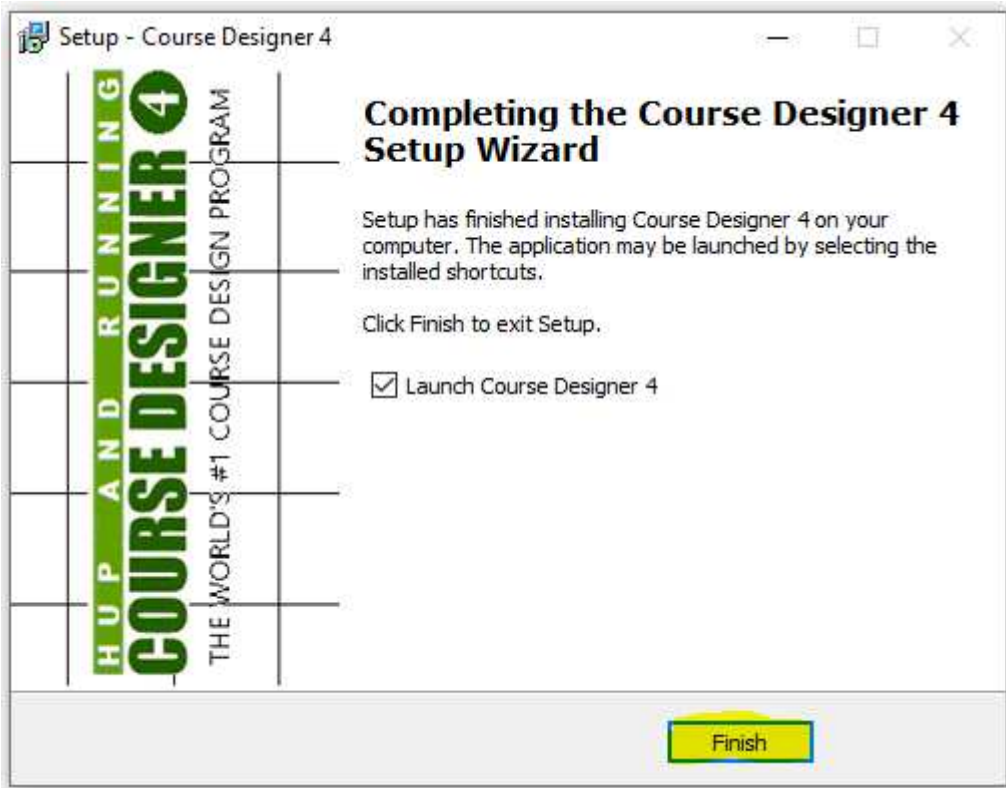 Setup - Course Designer 4
HUP AND RUNNING
COURSE DESIGNER 4
THE WORLD'S #1 COURSE DESIGN PROGRAM
Completing the Course Designer 4
Setup Wizard
Setup has finished installing Course Designer 4 on your
computer. The application may be launched by selecting the
installed shortcuts.
Click Finish to exit Setup.
Launch Course Designer 4
Finish